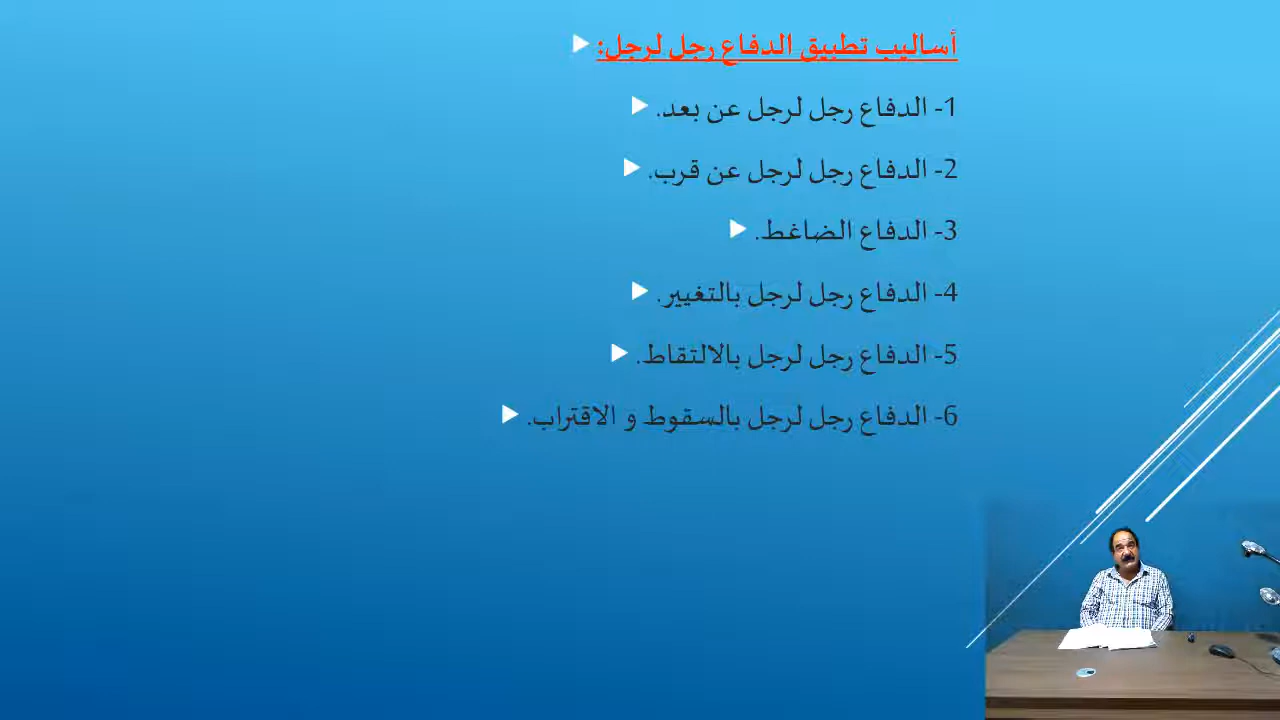 أساليب تطبيق الدفاع رجل لرجل:
1- الدفاع رجل لرجل عن بعد.
2- الدفاع رجل لرجل عن قرب.
3- الدفاع الضاغط.
4- الدفاع رجل لرجل بالتغيير.
5- الدفاع رجل لرجل بالالتقاط.
6- الدفاع رجل لرجل بالسقوط و الاقتراب.